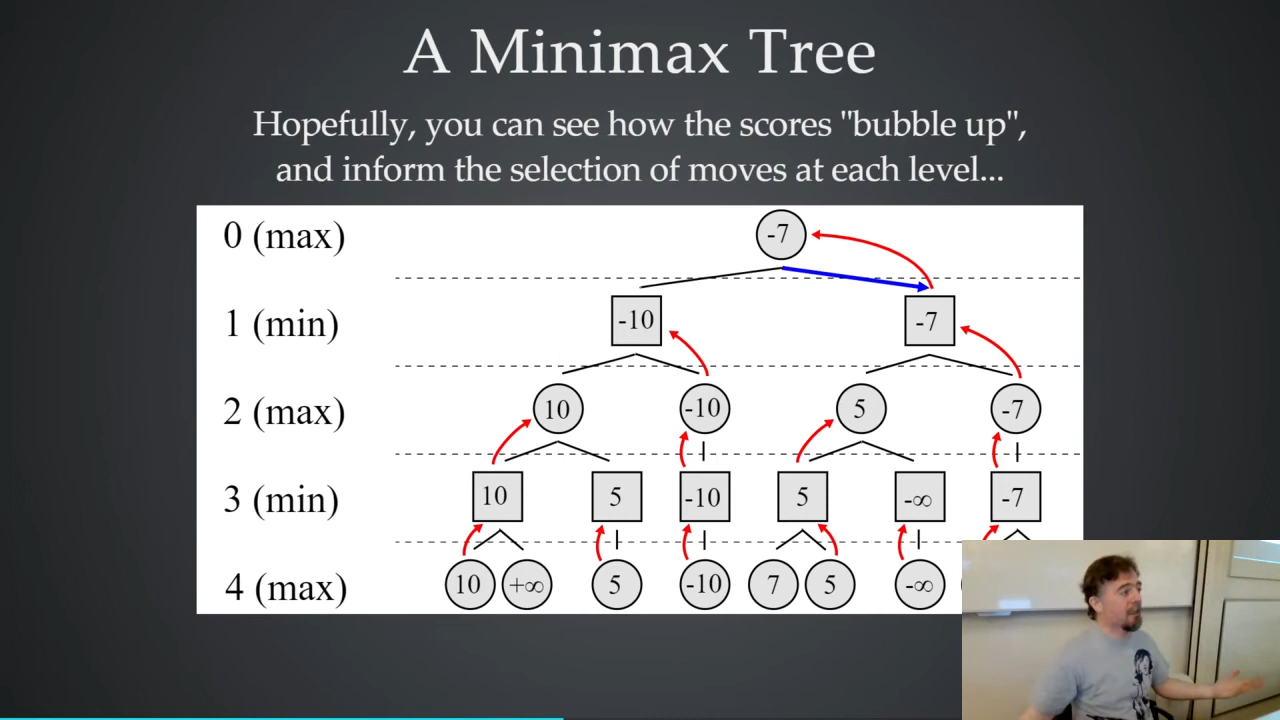 A Minimax Tree
Hopefully, you can see how the scores "bubble up",
and inform the selection of moves at each level...
0 (max) -7
1 (min) -10 -7
2 (max) 10 -10 5 -7
3 (min) 10 5 -10 5 -∞ -7
4 (max) 10 +∞ 5 -10 7 5 -∞